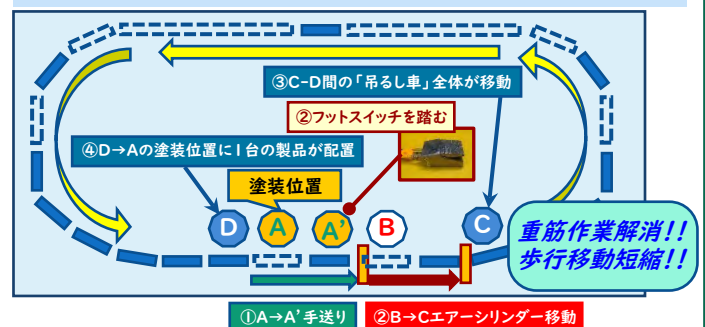 ③C-D間の「吊るし車」全体が移動
②フットスイッチを踏む
④D→Aの塗装位置に1台の製品が配置
塗装位置
D
A
A’
B
C
重筋作業解消!!
歩行移動短縮!!
①A→A’手送り
②B→Cエアーシリンダー移動